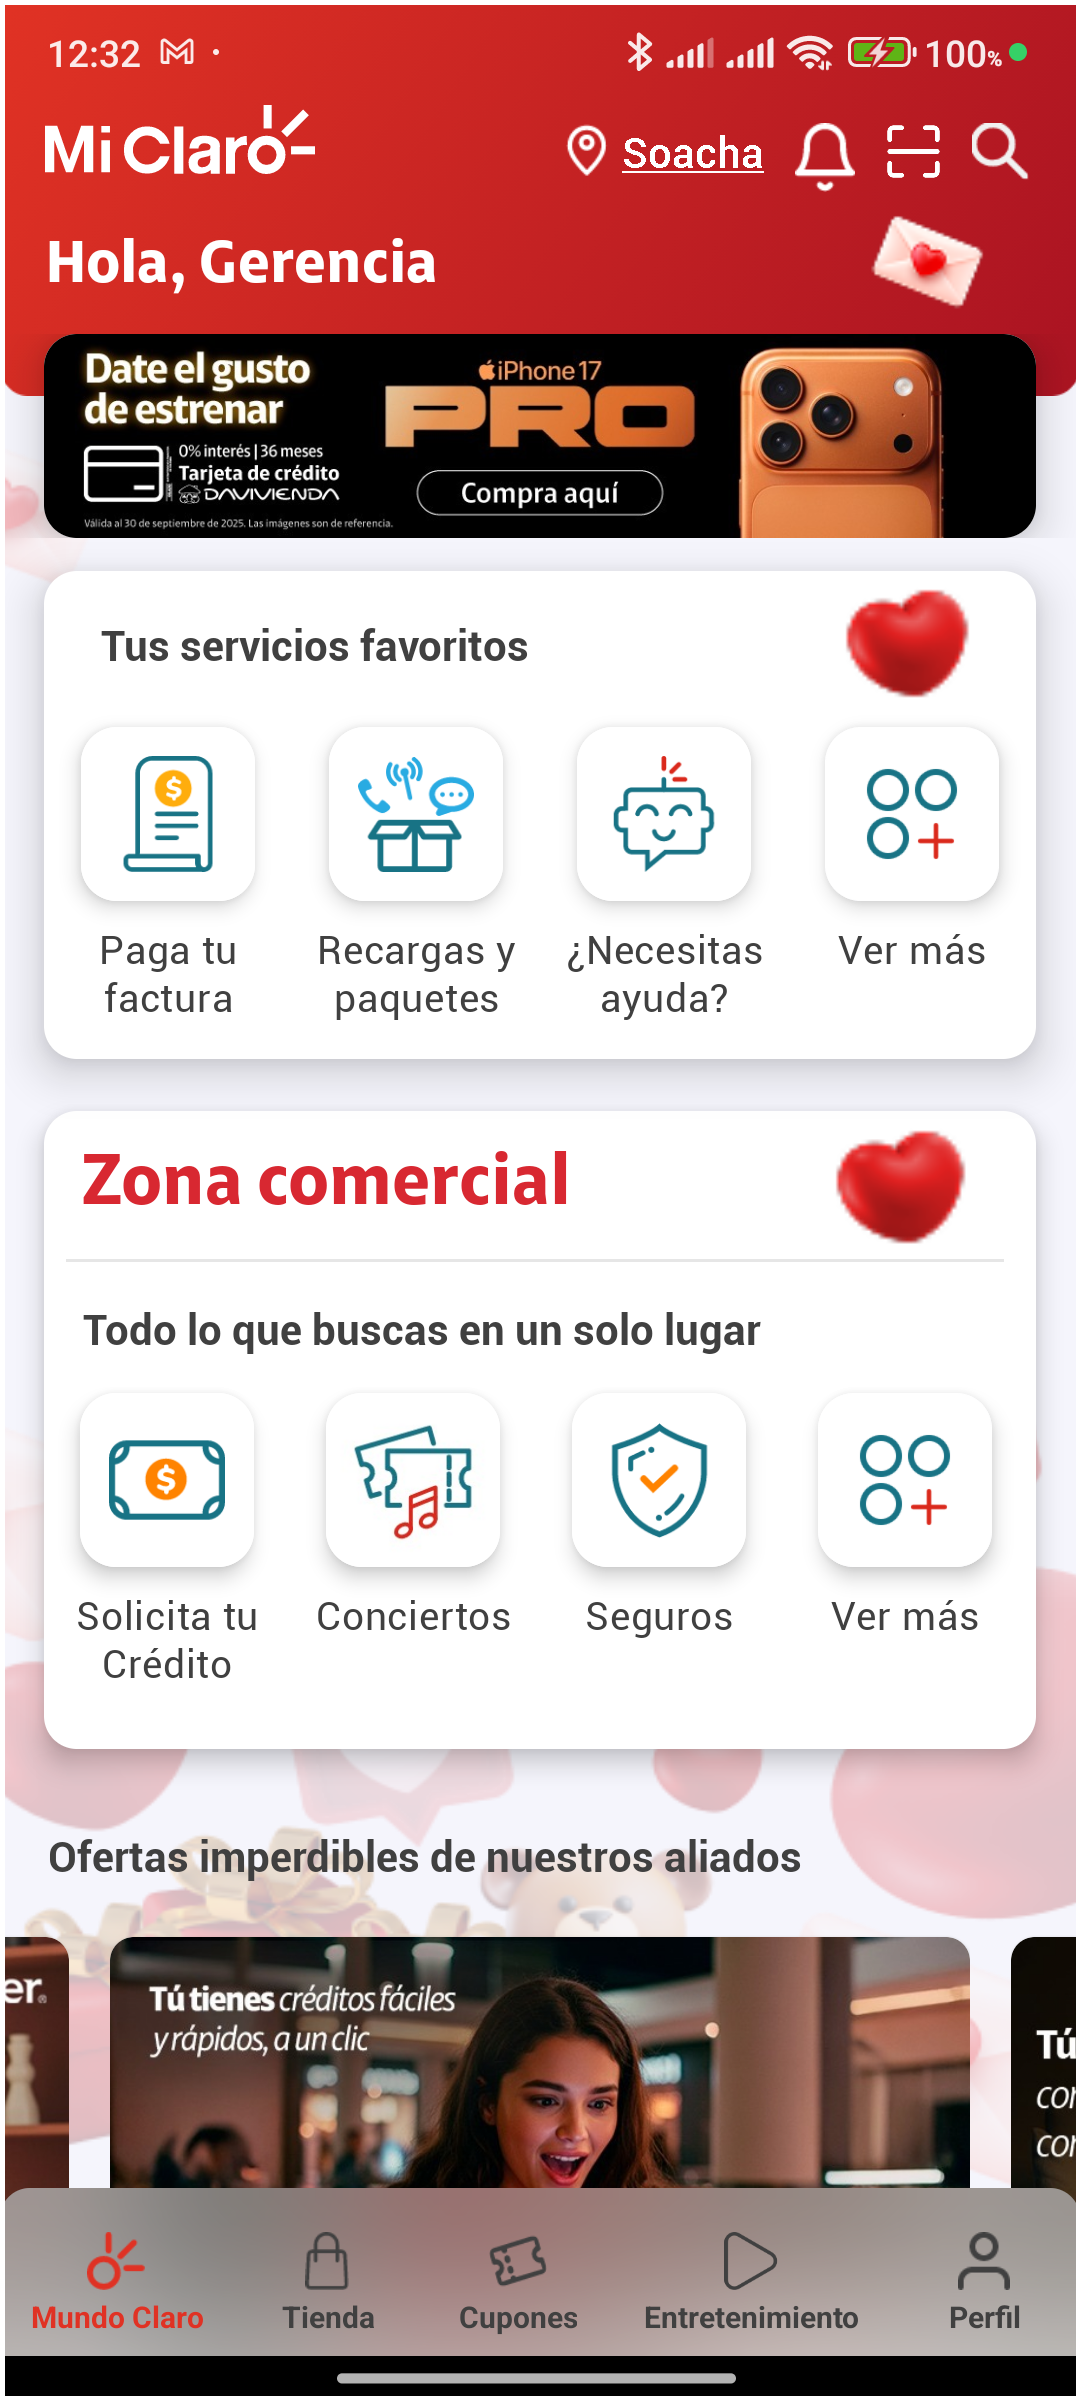 12:32
100%
Mi Claro
Soacha
Hola, Gerencia
Date el gusto
de estrenar
0% interés | 36 meses
Tarjeta de crédito
DAVIVIENDA
Válida al 30 de septiembre de 2025. Las imágenes son de referencia.
iPhone 17
PRO
Compra aquí
Tus servicios favoritos
Paga tu
factura
Recargas y
paquetes
¿Necesitas
ayuda?
Ver más
Zona comercial
Todo lo que buscas en un solo lugar
Solicita tu
Crédito
Conciertos
Seguros
Ver más
Ofertas imperdibles de nuestros aliados
er.
Tú tienes créditos fáciles
y rápidos, a un clic
Tú
con
con
Mundo Claro
Tienda
Cupones
Entretenimiento
Perfil